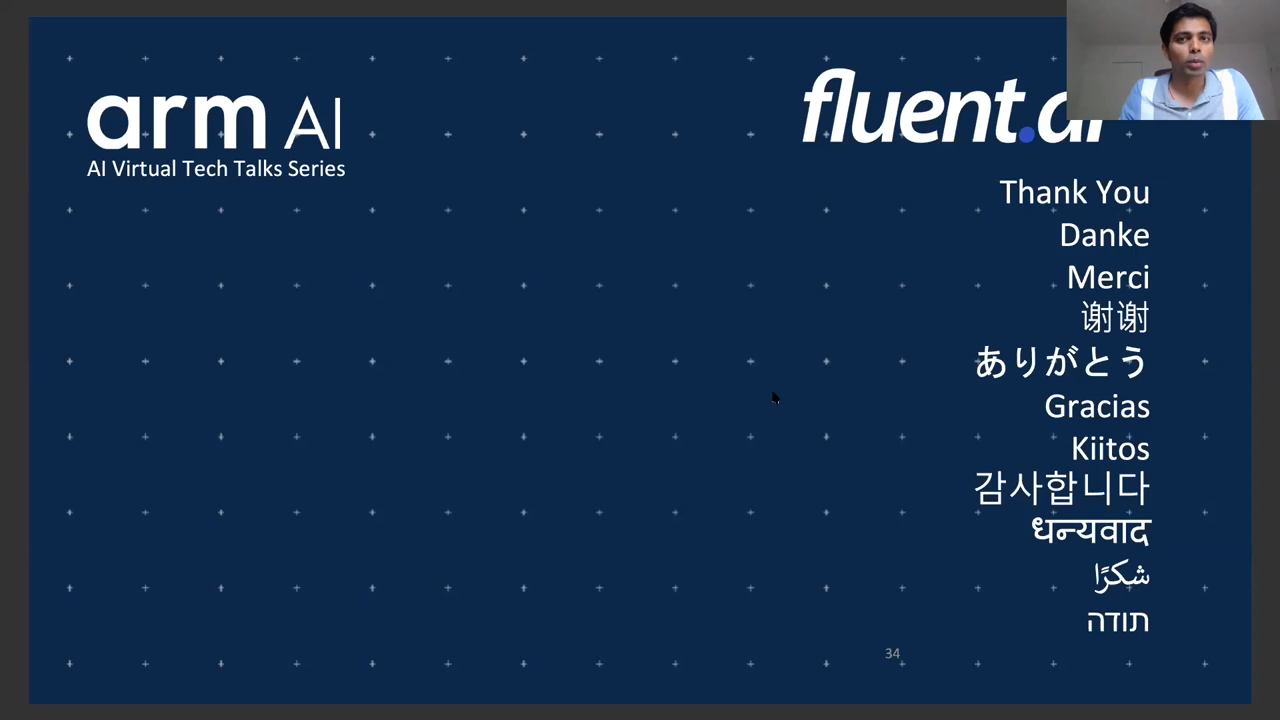 arm AI
AI Virtual Tech Talks Series
fluent.ai
Thank You
Danke
Merci
谢谢
ありがとう
Gracias
Kiitos
감사합니다
धन्यवाद
شكرًا
תודה
34